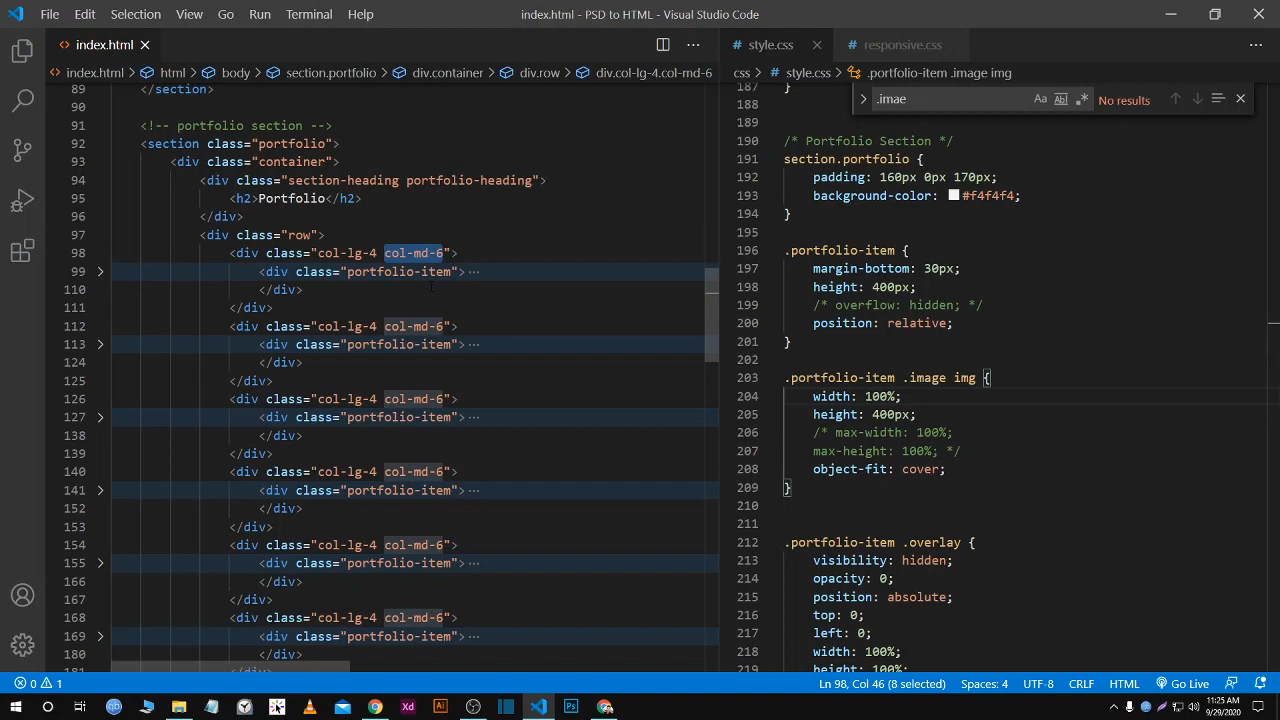 File Edit Selection View Go Run Terminal Help index.html - PSD to HTML - Visual Studio Code
index.html
index.html > html > body > section.portfolio > div.container > div.row > div.col-lg-4.col-md-6
89 </section>
90
91 <!-- portfolio section -->
92 <section class="portfolio">
93 <div class="container">
94 <div class="section-heading portfolio-heading">
95 <h2>Portfolio</h2>
96 </div>
97 <div class="row">
98 <div class="col-lg-4 col-md-6">
99 <div class="portfolio-item"> ...
110 </div>
111 </div>
112 <div class="col-lg-4 col-md-6">
113 <div class="portfolio-item"> ...
124 </div>
125 </div>
126 <div class="col-lg-4 col-md-6">
127 <div class="portfolio-item"> ...
138 </div>
139 </div>
140 <div class="col-lg-4 col-md-6">
141 <div class="portfolio-item"> ...
152 </div>
153 </div>
154 <div class="col-lg-4 col-md-6">
155 <div class="portfolio-item"> ...
166 </div>
167 </div>
168 <div class="col-lg-4 col-md-6">
169 <div class="portfolio-item"> ...
180 </div>
181 </div>
style.css responsive.css
css > style.css > .portfolio-item .image img
.imae Aa Ab| .* No results
187 }
188
189
190 /* Portfolio Section */
191 section.portfolio {
192 padding: 160px 0px 170px;
193 background-color: #f4f4f4;
194 }
195
196 .portfolio-item {
197 margin-bottom: 30px;
198 height: 400px;
199 /* overflow: hidden; */
200 position: relative;
201 }
202
203 .portfolio-item .image img {
204 width: 100%;
205 height: 400px;
206 /* max-width: 100%;
207 max-height: 100%; */
208 object-fit: cover;
209 }
210
211
212 .portfolio-item .overlay {
213 visibility: hidden;
214 opacity: 0;
215 position: absolute;
216 top: 0;
217 left: 0;
218 width: 100%;
219 height: 100%;
0 1 Ln 98, Col 46 (8 selected) Spaces: 4 UTF-8 CRLF HTML Go Live
11:25 AM
9/29/2020